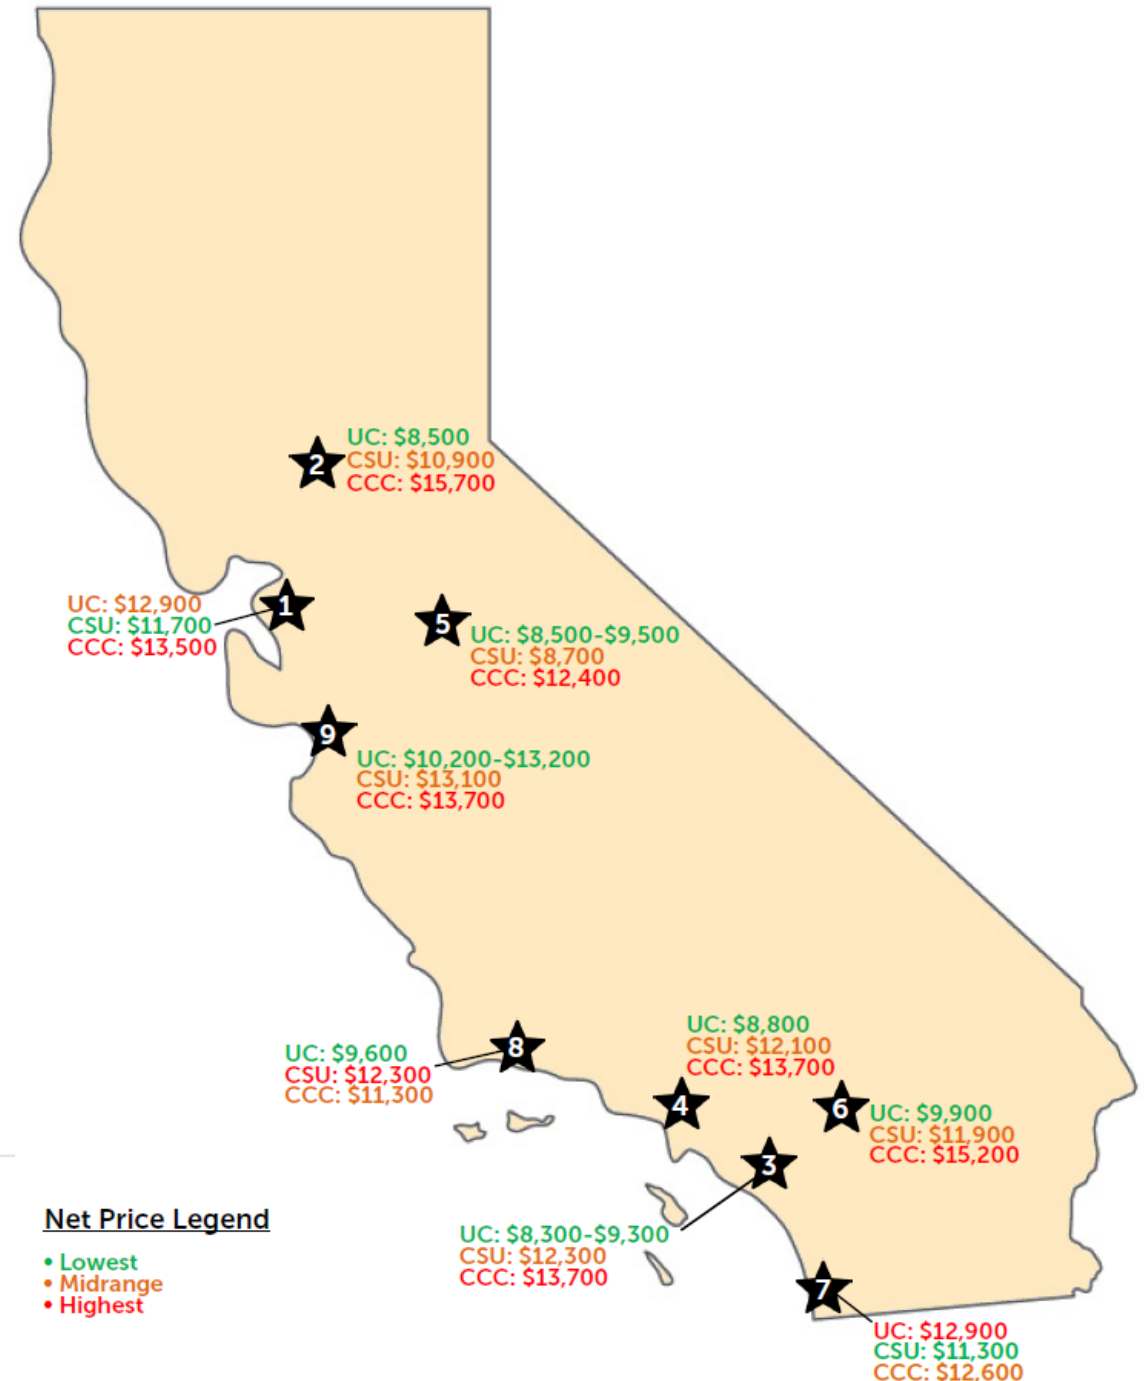 UC: $8,500
2
CSU: $10,900
CCC: $15,700
UC: $12,900
CSU: $11,700
CCC: $13,500
1
5
UC: $8,500-$9,500
CSU: $8,700
CCC: $12,400
9
UC: $10,200-$13,200
CSU: $13,100
CCC: $13,700
8
UC: $9,600
CSU: $12,300
CCC: $11,300
UC: $8,800
CSU: $12,100
CCC: $13,700
4
6
UC: $9,900
CSU: $11,900
CCC: $15,200
3
UC: $8,300-$9,300
CSU: $12,300
CCC: $13,700
Net Price Legend
• Lowest
• Midrange
• Highest
7
UC: $12,900
CSU: $11,300
CCC: $12,600